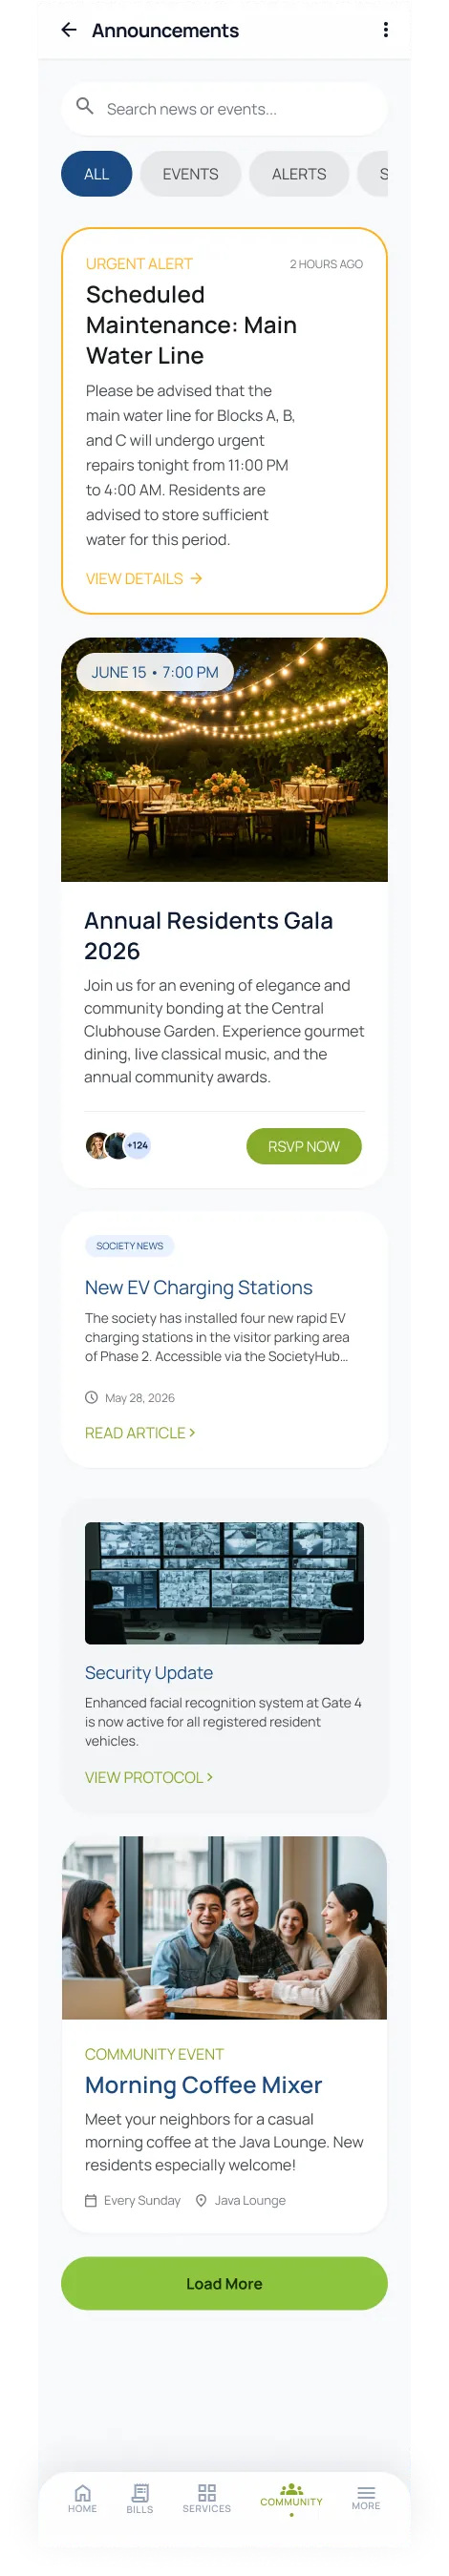 Announcements
Search news or events...
ALL
EVENTS
ALERTS
S
URGENT ALERT
2 HOURS AGO
Scheduled
Maintenance: Main
Water Line
Please be advised that the
main water line for Blocks A, B,
and C will undergo urgent
repairs tonight from 11:00 PM
to 4:00 AM. Residents are
advised to store sufficient
water for this period.
VIEW DETAILS
JUNE 15 • 7:00 PM
Annual Residents Gala
2026
Join us for an evening of elegance and
community bonding at the Central
Clubhouse Garden. Experience gourmet
dining, live classical music, and the
annual community awards.
+124
RSVP NOW
SOCIETY NEWS
New EV Charging Stations
The society has installed four new rapid EV
charging stations in the visitor parking area
of Phase 2. Accessible via the SocietyHub...
May 28, 2026
READ ARTICLE
Security Update
Enhanced facial recognition system at Gate 4
is now active for all registered resident
vehicles.
VIEW PROTOCOL
COMMUNITY EVENT
Morning Coffee Mixer
Meet your neighbors for a casual
morning coffee at the Java Lounge. New
residents especially welcome!
Every Sunday
Java Lounge
Load More
HOME
BILLS
SERVICES
COMMUNITY
MORE